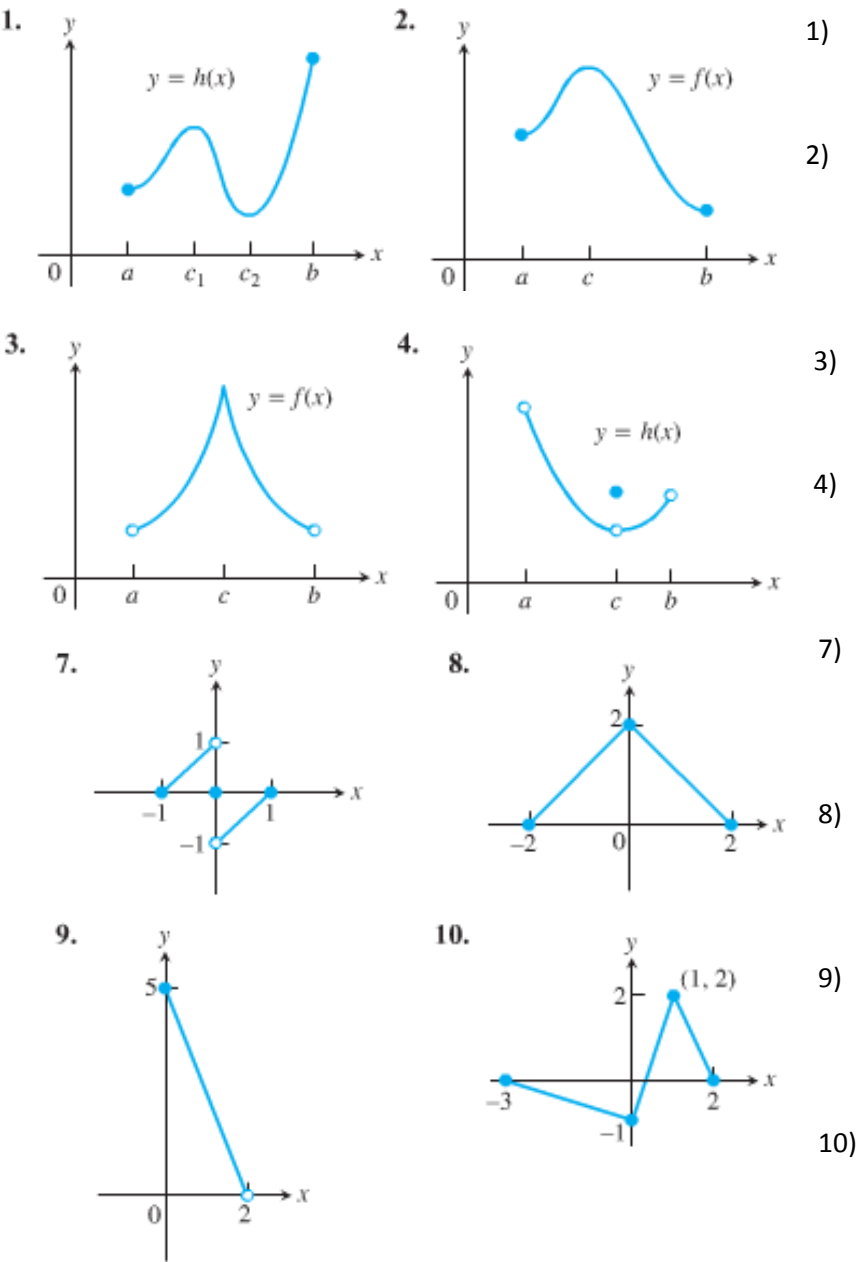 1.
y
y = h(x)
0
a
c1
c2
b
x
2.
y
y = f(x)
0
a
c
b
x
1)
2)
3.
y
y = f(x)
0
a
c
b
x
4.
y
y = h(x)
0
a
c
b
x
3)
4)
7.
y
1
–1
1
–1
x
8.
y
2
–2
0
2
x
7)
8)
9.
y
5
0
2
x
10.
y
2
(1, 2)
–3
2
–1
x
9)
10)